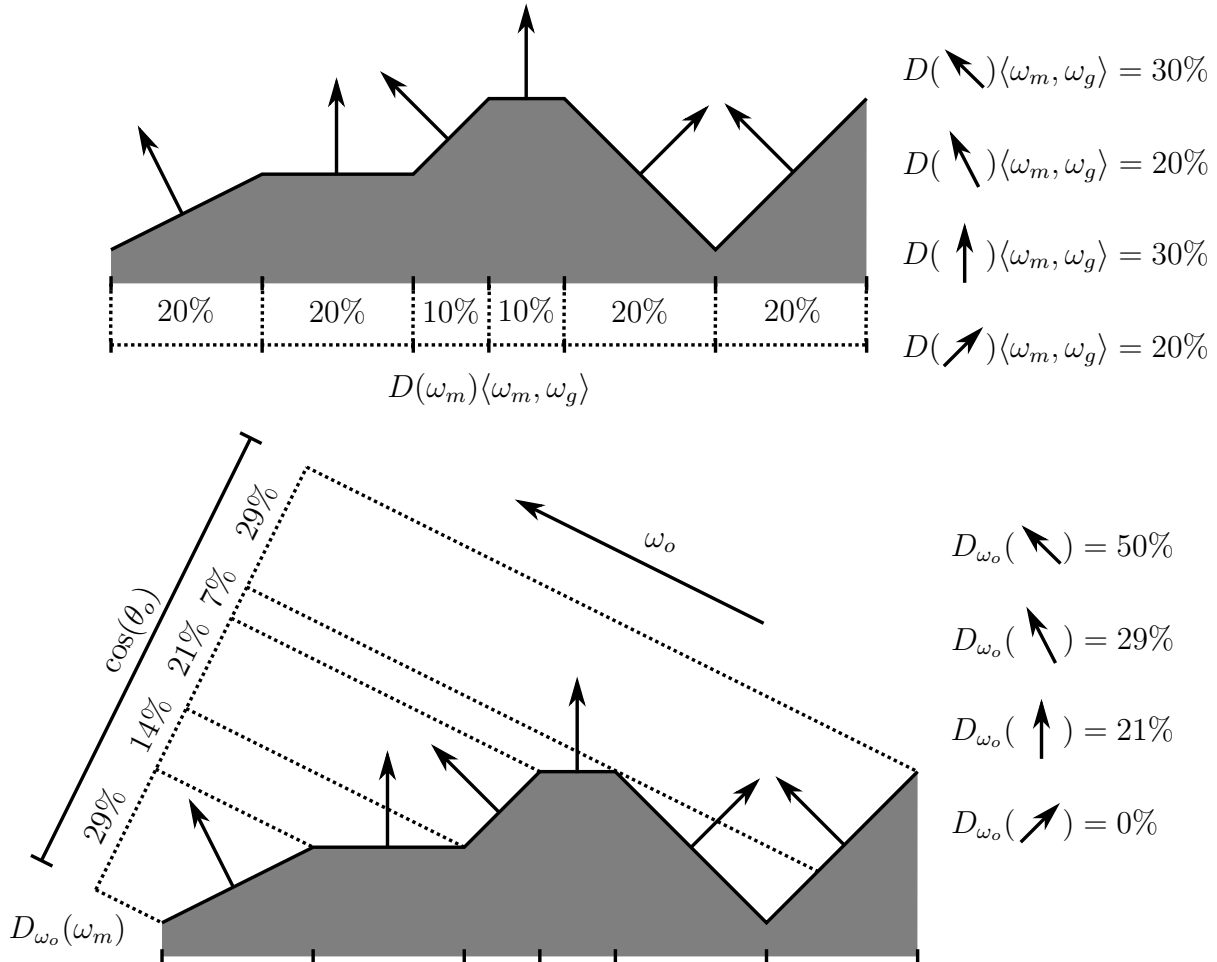 D(↖)⟨ω_m, ω_g⟩ = 30%
D(↖)⟨ω_m, ω_g⟩ = 20%
D(↑)⟨ω_m, ω_g⟩ = 30%
D(↗)⟨ω_m, ω_g⟩ = 20%
20% 20% 10% 10% 20% 20%
D(ω_m)⟨ω_m, ω_g⟩
cos(θ_o)
29%
7%
21%
14%
29%
D_{ω_o}(ω_m)
ω_o
D_{ω_o}(↖) = 50%
D_{ω_o}(↖) = 29%
D_{ω_o}(↑) = 21%
D_{ω_o}(↗) = 0%